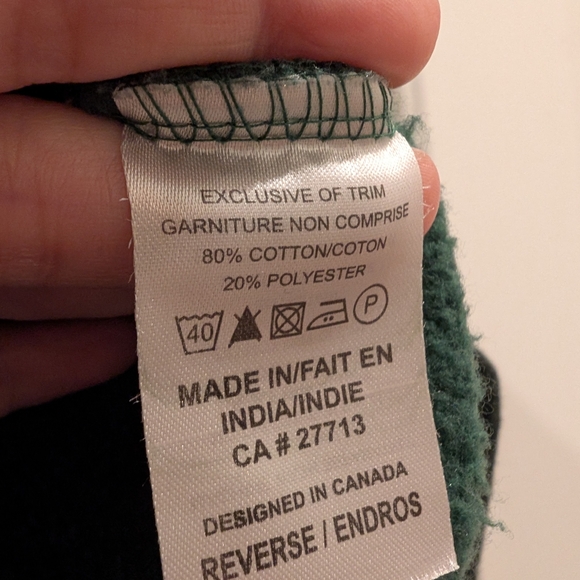 EXCLUSIVE OF TRIM
GARNITURE NON COMPRISE
80% COTTON/COTON
20% POLYESTER
40 P
MADE IN/FAIT EN
INDIA/INDIE
CA # 27713
DESIGNED IN CANADA
REVERSE / ENDROS